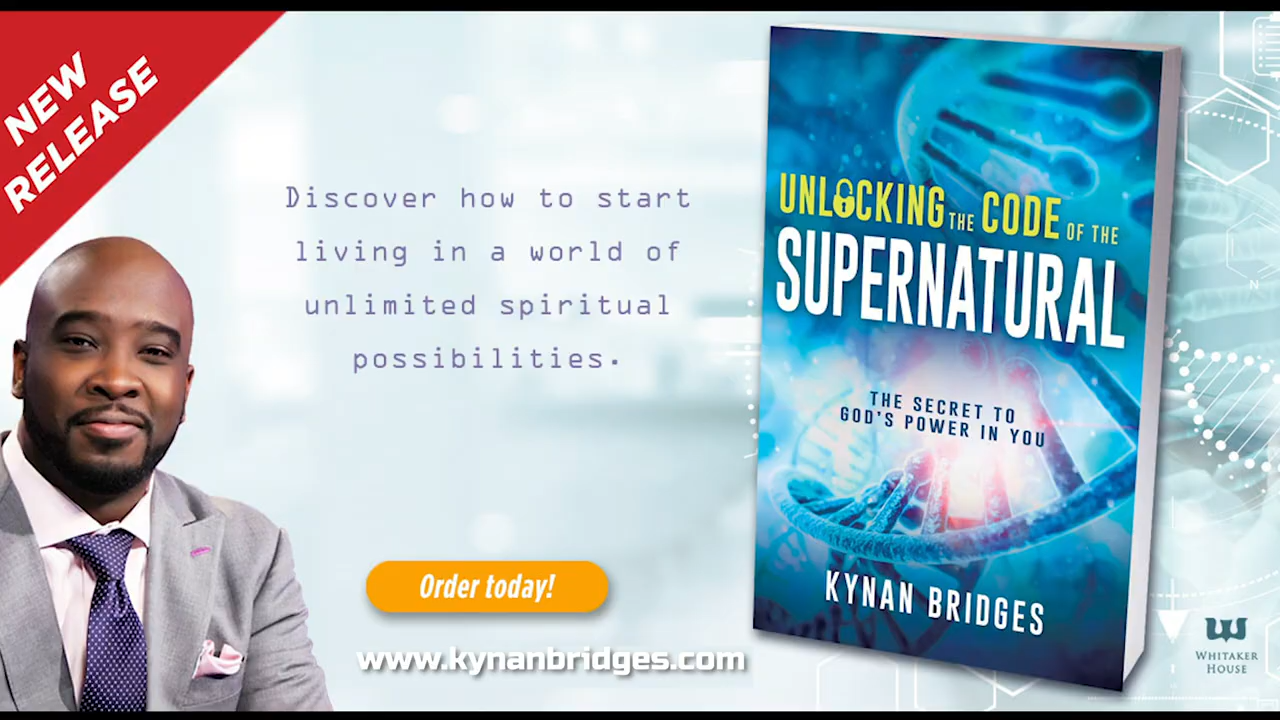 NEW
RELEASE
Discover how to start
living in a world of
unlimited spiritual
possibilities.
Order today!
www.kynanbridges.com
UNLOCKING THE CODE OF THE
SUPERNATURAL
THE SECRET TO
GOD'S POWER IN YOU
KYNAN BRIDGES
N
WHITAKER
HOUSE